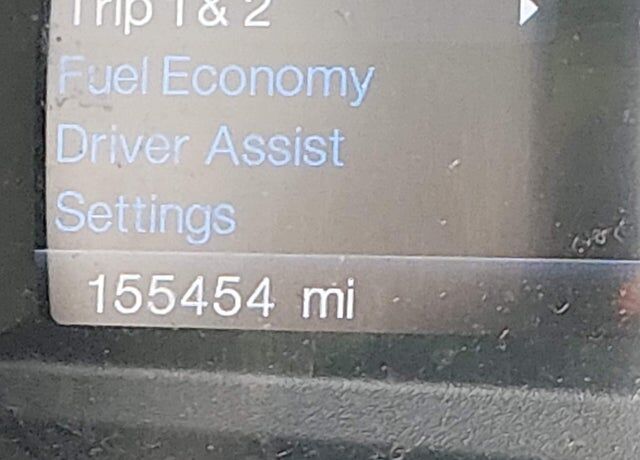 Trip 1 & 2
Fuel Economy
Driver Assist
Settings
155454 mi